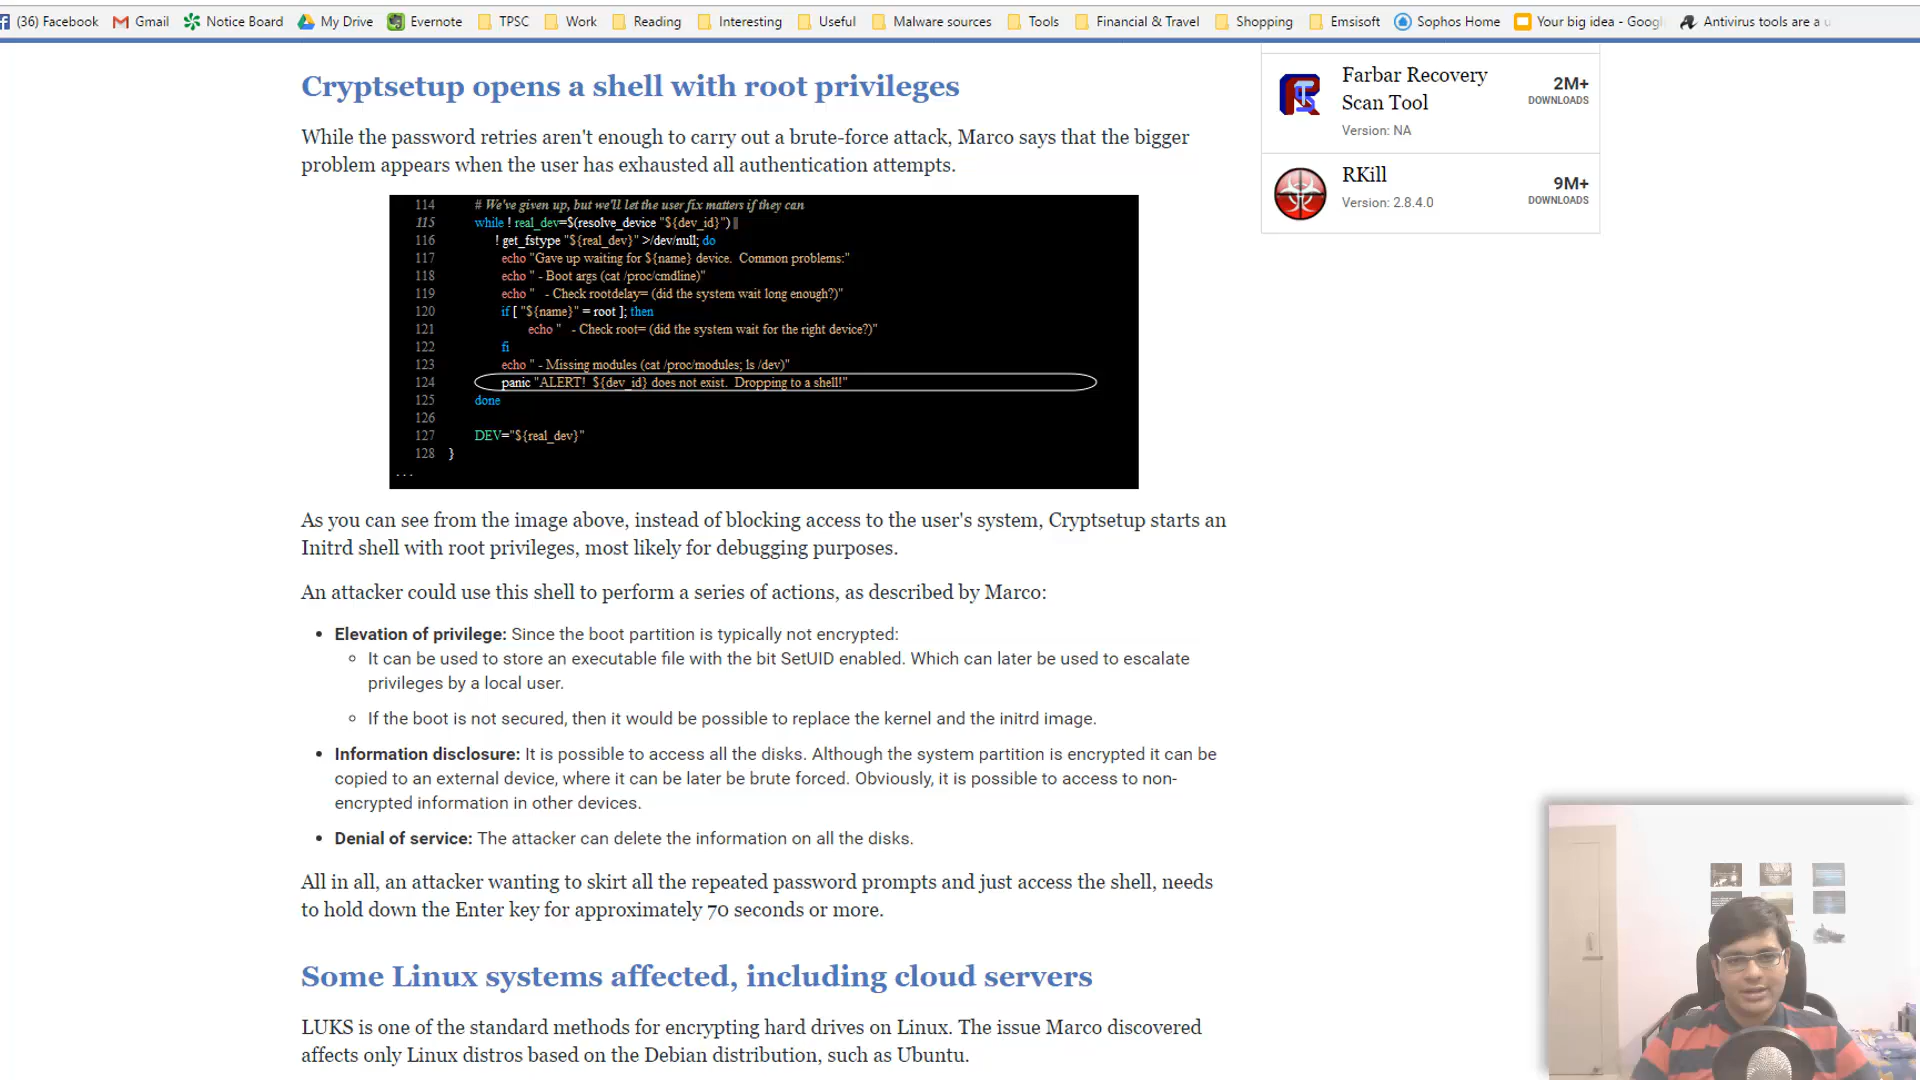 (36) Facebook Gmail Notice Board My Drive Evernote TPSC Work Reading Interesting Useful Malware sources Tools Financial & Travel Shopping Emsisoft Sophos Home Your big idea - Googl Antivirus tools are a u
Cryptsetup opens a shell with root privileges
While the password retries aren't enough to carry out a brute-force attack, Marco says that the bigger
problem appears when the user has exhausted all authentication attempts.
114 # We've given up, but we'll let the user fix matters if they can
115 while ! real_dev=$(resolve_device "${dev_id}") ||
116 ! get_fstype "${real_dev}" >/dev/null; do
117 echo "Gave up waiting for ${name} device. Common problems:"
118 echo " - Boot args (cat /proc/cmdline)"
119 echo " - Check rootdelay= (did the system wait long enough?)"
120 if [ "${name}" = root ]; then
121 echo " - Check root= (did the system wait for the right device?)"
122 fi
123 echo " - Missing modules (cat /proc/modules; ls /dev)"
124 panic "ALERT! ${dev_id} does not exist. Dropping to a shell!"
125 done
126
127 DEV="${real_dev}"
128 }
...
As you can see from the image above, instead of blocking access to the user's system, Cryptsetup starts an
Initrd shell with root privileges, most likely for debugging purposes.
An attacker could use this shell to perform a series of actions, as described by Marco:
• Elevation of privilege: Since the boot partition is typically not encrypted:
◦ It can be used to store an executable file with the bit SetUID enabled. Which can later be used to escalate
privileges by a local user.
◦ If the boot is not secured, then it would be possible to replace the kernel and the initrd image.
• Information disclosure: It is possible to access all the disks. Although the system partition is encrypted it can be
copied to an external device, where it can be later be brute forced. Obviously, it is possible to access to non-
encrypted information in other devices.
• Denial of service: The attacker can delete the information on all the disks.
All in all, an attacker wanting to skirt all the repeated password prompts and just access the shell, needs
to hold down the Enter key for approximately 70 seconds or more.
Some Linux systems affected, including cloud servers
LUKS is one of the standard methods for encrypting hard drives on Linux. The issue Marco discovered
affects only Linux distros based on the Debian distribution, such as Ubuntu.
Farbar Recovery
Scan Tool
Version: NA
2M+
DOWNLOADS
RKill
Version: 2.8.4.0
9M+
DOWNLOADS